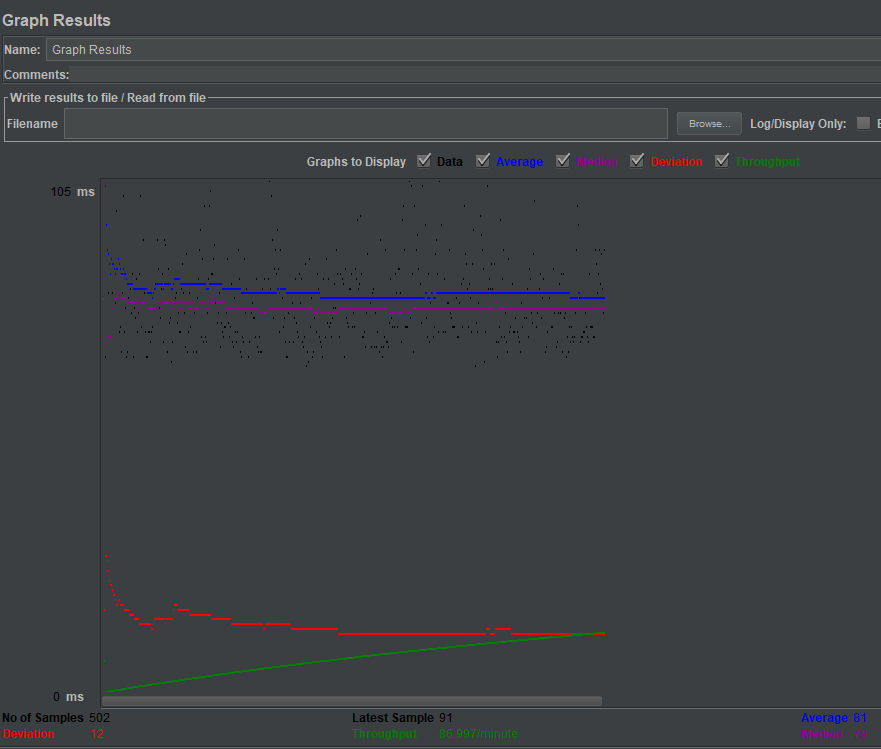 Graph Results
Name: Graph Results
Comments:
Write results to file / Read from file
Filename Browse... Log/Display Only:
Graphs to Display Data Average Median Deviation Throughput
105 ms
0 ms
No of Samples 502 Latest Sample 91 Average 81
Deviation 12 Throughput 86.997/minute Median